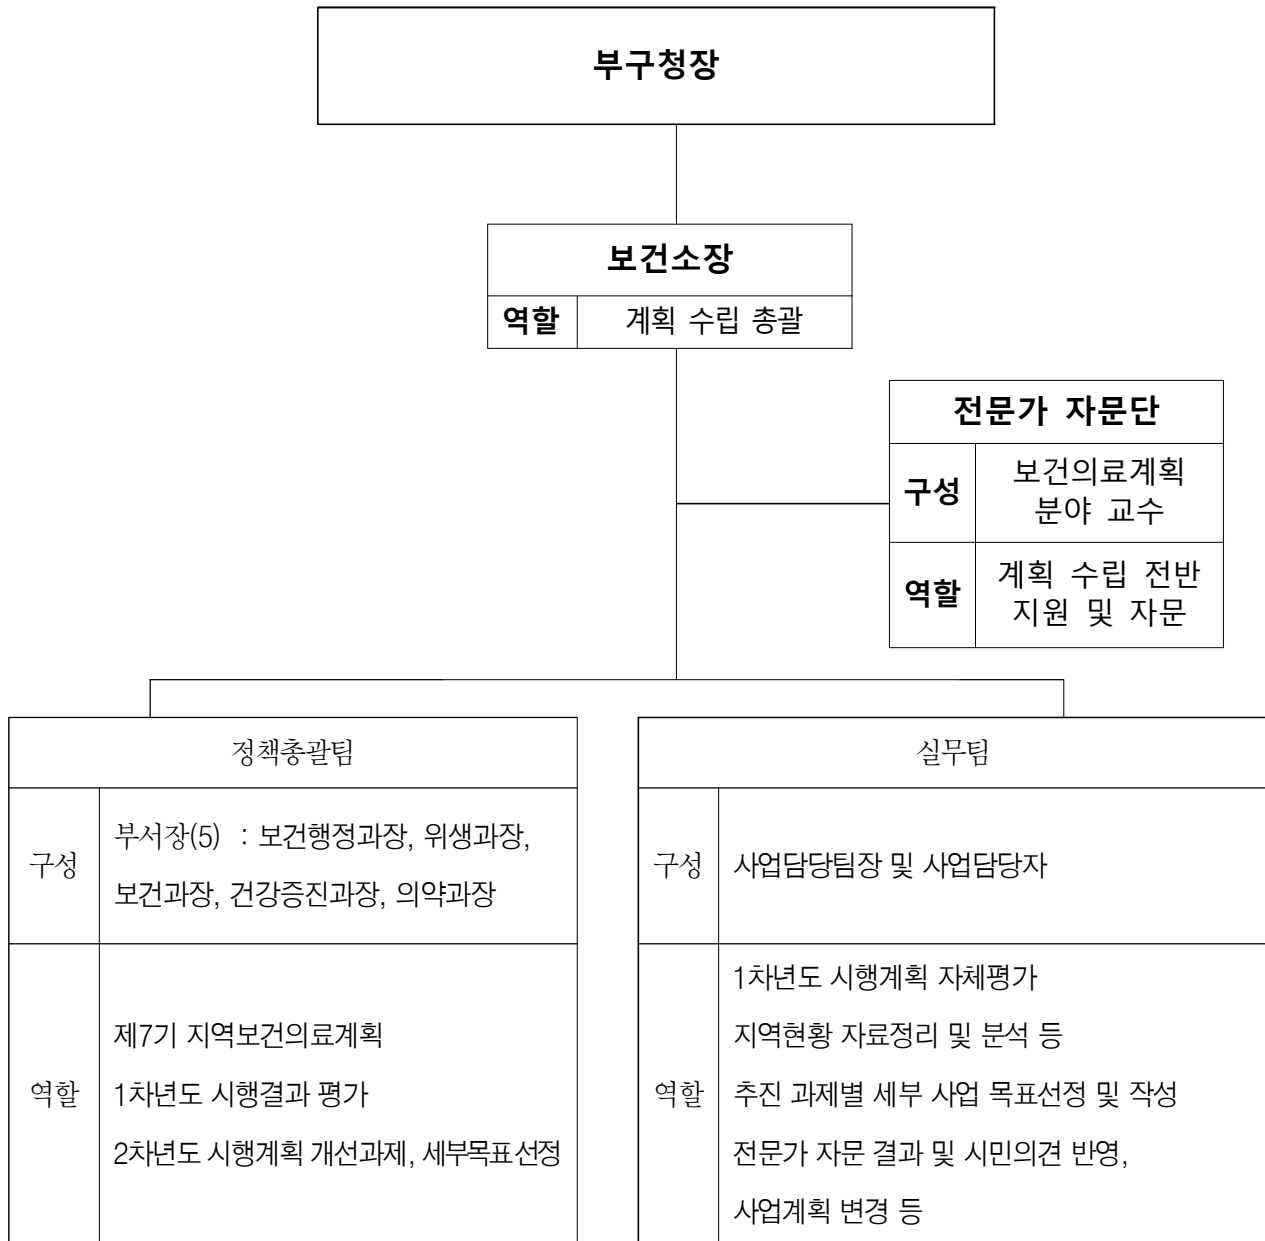 부구청장
보건소장
역할 계획 수립 총괄
전문가 자문단
구성 보건의료계획
분야 교수
역할 계획 수립 전반
지원 및 자문
정책총괄팀
구성 부서장(5) : 보건행정과장, 위생과장,
보건과장, 건강증진과장, 의약과장
역할 제7기 지역보건의료계획
1차년도 시행결과 평가
2차년도 시행계획 개선과제, 세부목표선정
실무팀
구성 사업담당팀장 및 사업담당자
역할 1차년도 시행계획 자체평가
지역현황 자료정리 및 분석 등
추진 과제별 세부 사업 목표선정 및 작성
전문가 자문 결과 및 시민의견 반영,
사업계획 변경 등